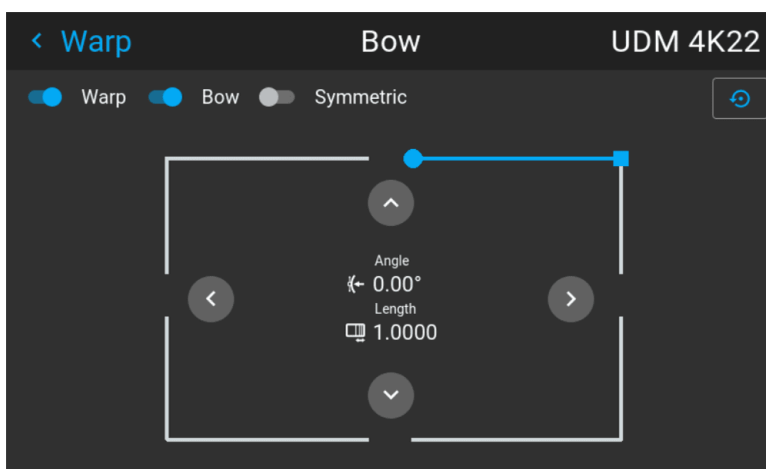 Warp
Bow
UDM 4K22
Warp
Bow
Symmetric
Angle
0.00°
Length
1.0000